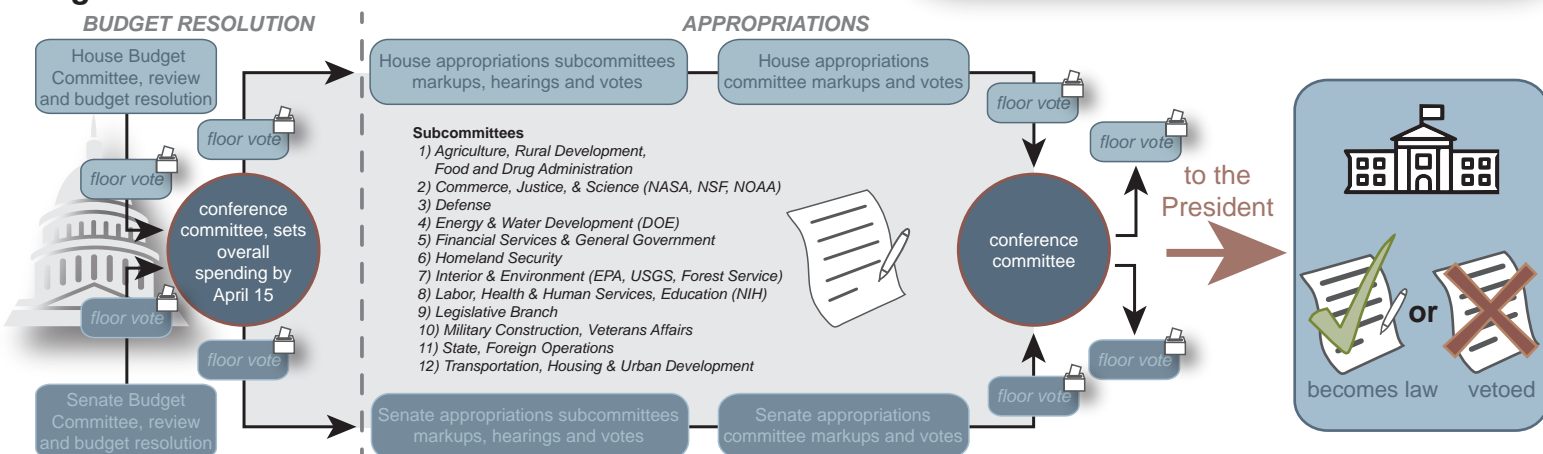 BUDGET RESOLUTION
APPROPRIATIONS
House Budget
Committee, review
and budget resolution
floor vote
floor vote
conference
committee, sets
overall
spending by
April 15
floor vote
floor vote
Senate Budget
Committee, review
and budget resolution
House appropriations subcommittees
markups, hearings and votes
House appropriations
committee markups and votes
Subcommittees
1) Agriculture, Rural Development,
Food and Drug Administration
2) Commerce, Justice, & Science (NASA, NSF, NOAA)
3) Defense
4) Energy & Water Development (DOE)
5) Financial Services & General Government
6) Homeland Security
7) Interior & Environment (EPA, USGS, Forest Service)
8) Labor, Health & Human Services, Education (NIH)
9) Legislative Branch
10) Military Construction, Veterans Affairs
11) State, Foreign Operations
12) Transportation, Housing & Urban Development
Senate appropriations subcommittees
markups, hearings and votes
Senate appropriations
committee markups and votes
floor vote
floor vote
conference
committee
floor vote
floor vote
to the
President
or
becomes law
vetoed